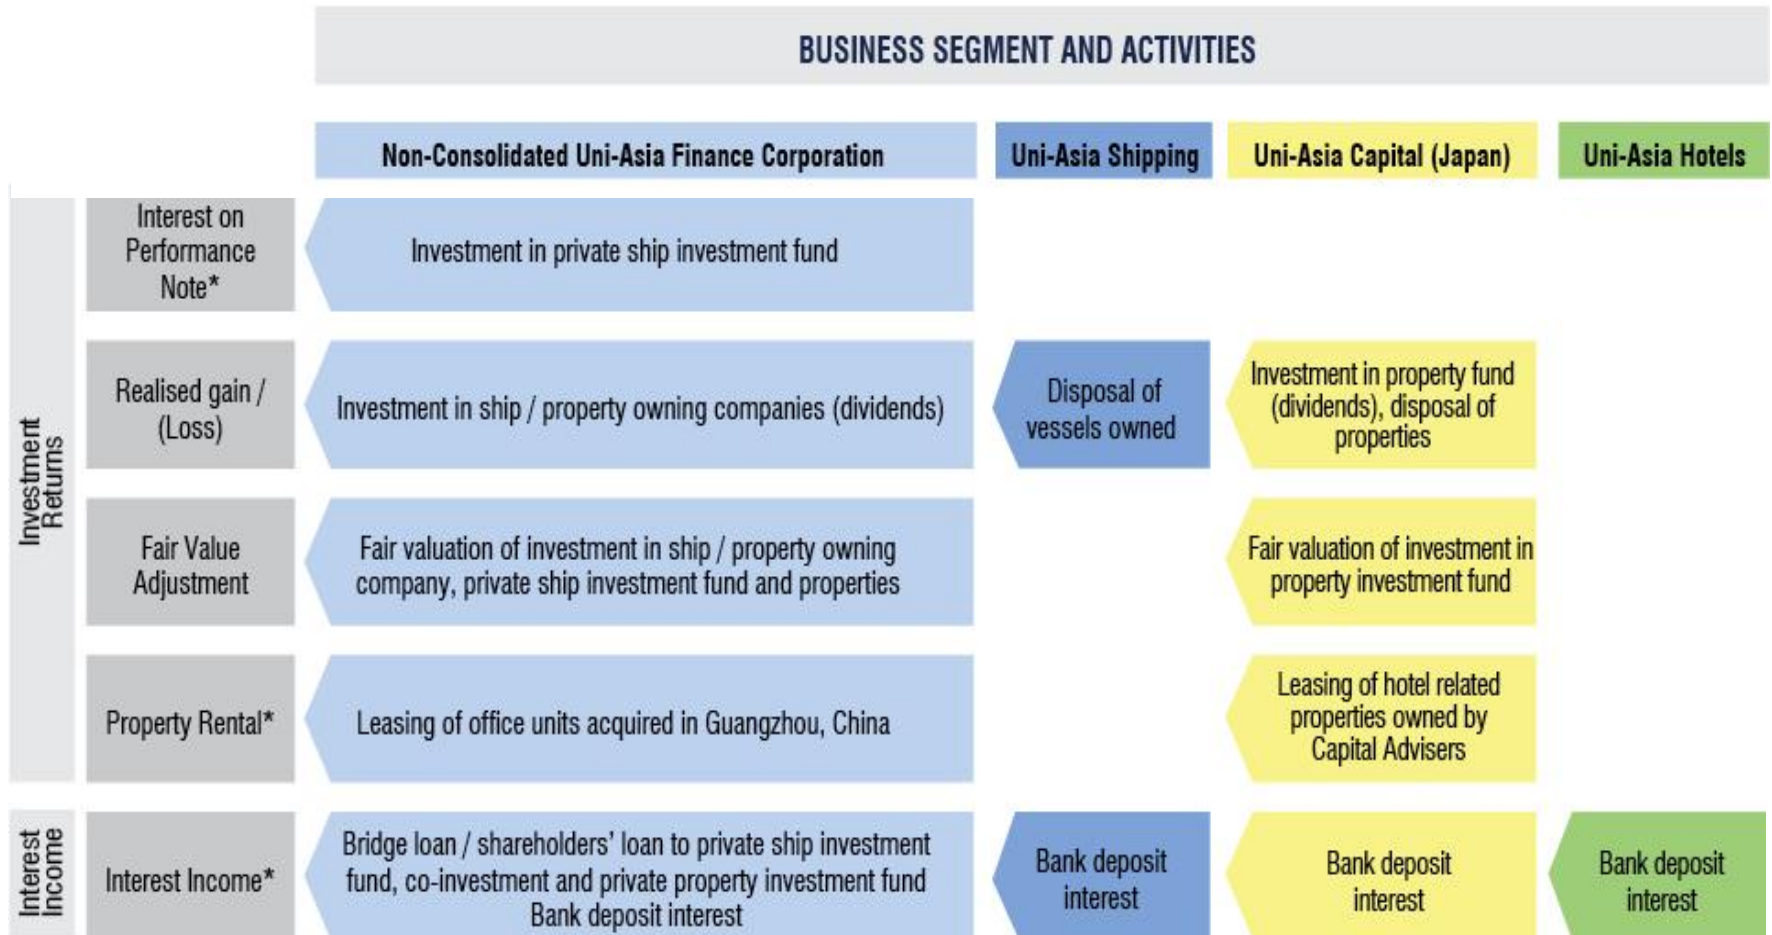 BUSINESS SEGMENT AND ACTIVITIES
Non-Consolidated Uni-Asia Finance Corporation
Uni-Asia Shipping
Uni-Asia Capital (Japan)
Uni-Asia Hotels
Investment
Returns
Interest on
Performance
Note*
Investment in private ship investment fund
Realised gain /
(Loss)
Investment in ship / property owning companies (dividends)
Disposal of
vessels owned
Investment in property fund
(dividends), disposal of
properties
Fair Value
Adjustment
Fair valuation of investment in ship / property owning
company, private ship investment fund and properties
Fair valuation of investment in
property investment fund
Property Rental*
Leasing of office units acquired in Guangzhou, China
Leasing of hotel related
properties owned by
Capital Advisers
Interest
Income
Interest Income*
Bridge loan / shareholders’ loan to private ship investment
fund, co-investment and private property investment fund
Bank deposit interest
Bank deposit
interest
Bank deposit
interest
Bank deposit
interest